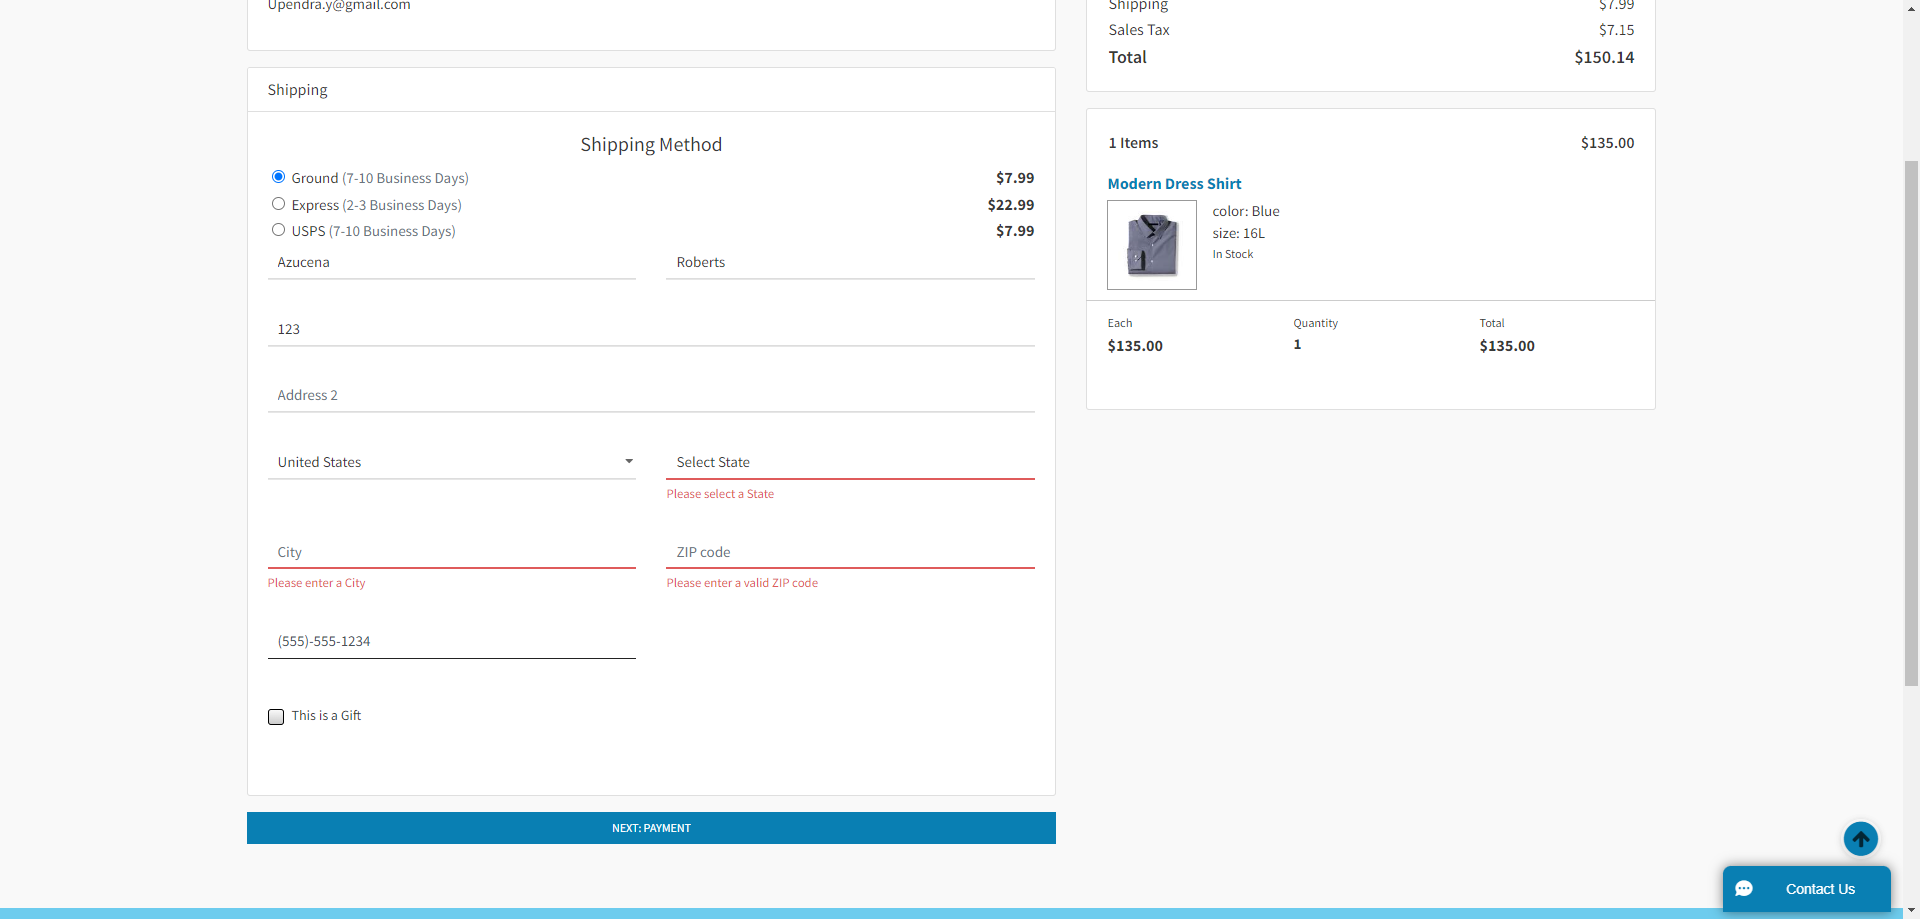 Upendra.y@gmail.com
Shipping
Shipping Method
Ground (7-10 Business Days) $7.99
Express (2-3 Business Days) $22.99
USPS (7-10 Business Days) $7.99
Azucena Roberts
123
Address 2
United States Select State
Please select a State
City ZIP code
Please enter a City Please enter a valid ZIP code
(555)-555-1234
This is a Gift
NEXT: PAYMENT
Shipping $7.99
Sales Tax $7.15
Total $150.14
1 Items $135.00
Modern Dress Shirt
color: Blue
size: 16L
In Stock
Each Quantity Total
$135.00 1 $135.00
Contact Us